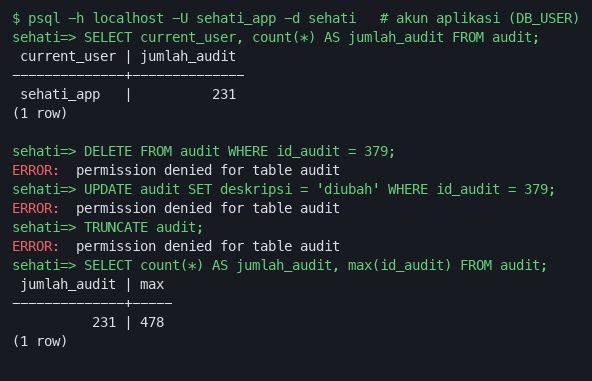 $ psql -h localhost -U sehati_app -d sehati   # akun aplikasi (DB_USER)
sehati=> SELECT current_user, count(*) AS jumlah_audit FROM audit;
 current_user | jumlah_audit
--------------+--------------
 sehati_app   |          231
(1 row)

sehati=> DELETE FROM audit WHERE id_audit = 379;
ERROR:  permission denied for table audit
sehati=> UPDATE audit SET deskripsi = 'diubah' WHERE id_audit = 379;
ERROR:  permission denied for table audit
sehati=> TRUNCATE audit;
ERROR:  permission denied for table audit
sehati=> SELECT count(*) AS jumlah_audit, max(id_audit) FROM audit;
 jumlah_audit | max
--------------+-----
          231 | 478
(1 row)